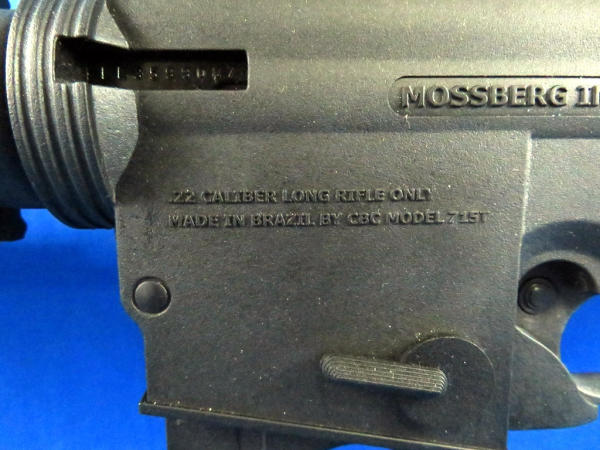 MOSSBERG
.22 CALIBER LONG RIFLE ONLY
MADE IN BRAZIL BY CBC MODEL 715T